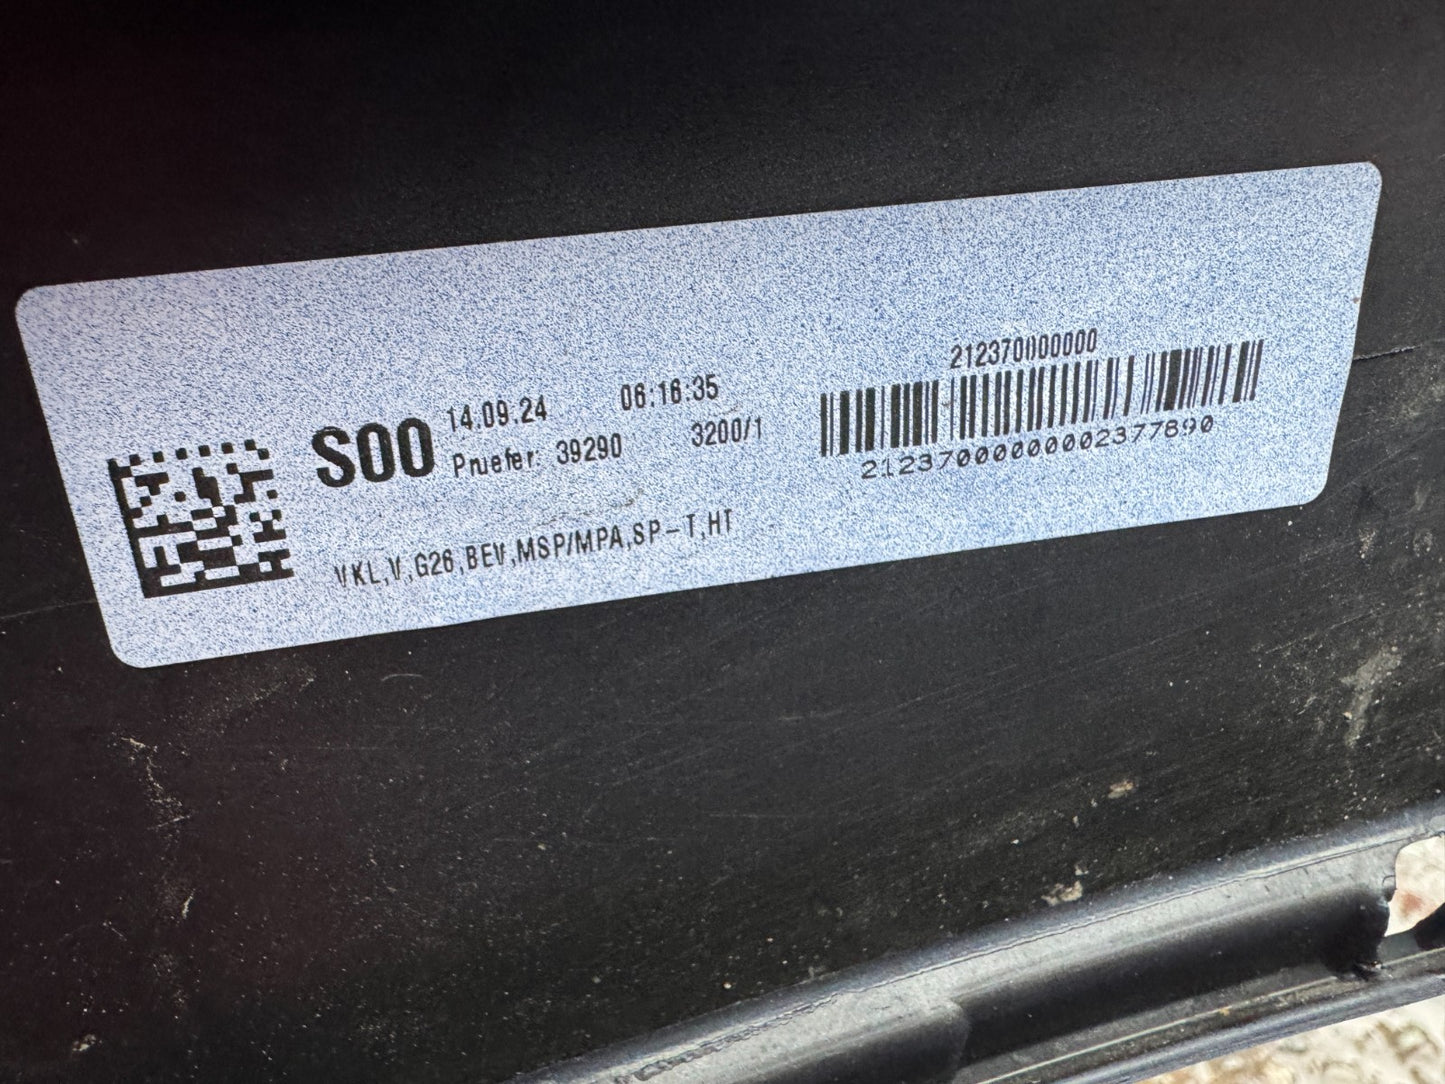 S00
14.09.24 06:16:35
Pruefer: 39290 3200/1
VKL,V,G26,BEV,MSP/MPA,SP-T,HT
212370000000
2123700000000002377890